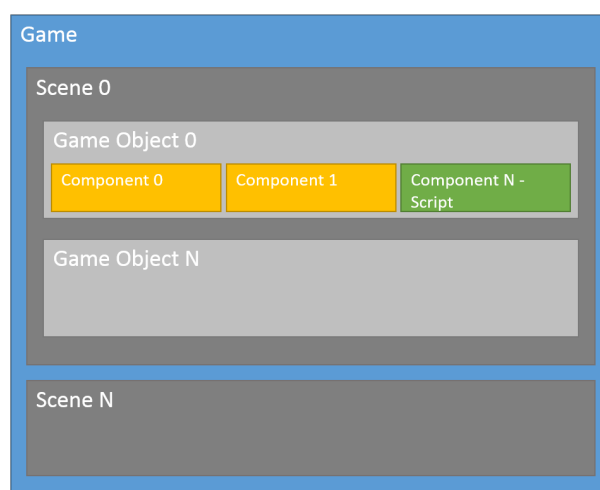 Game
Scene 0
Game Object 0
Component 0
Component 1
Component N -
Script
Game Object N
Scene N